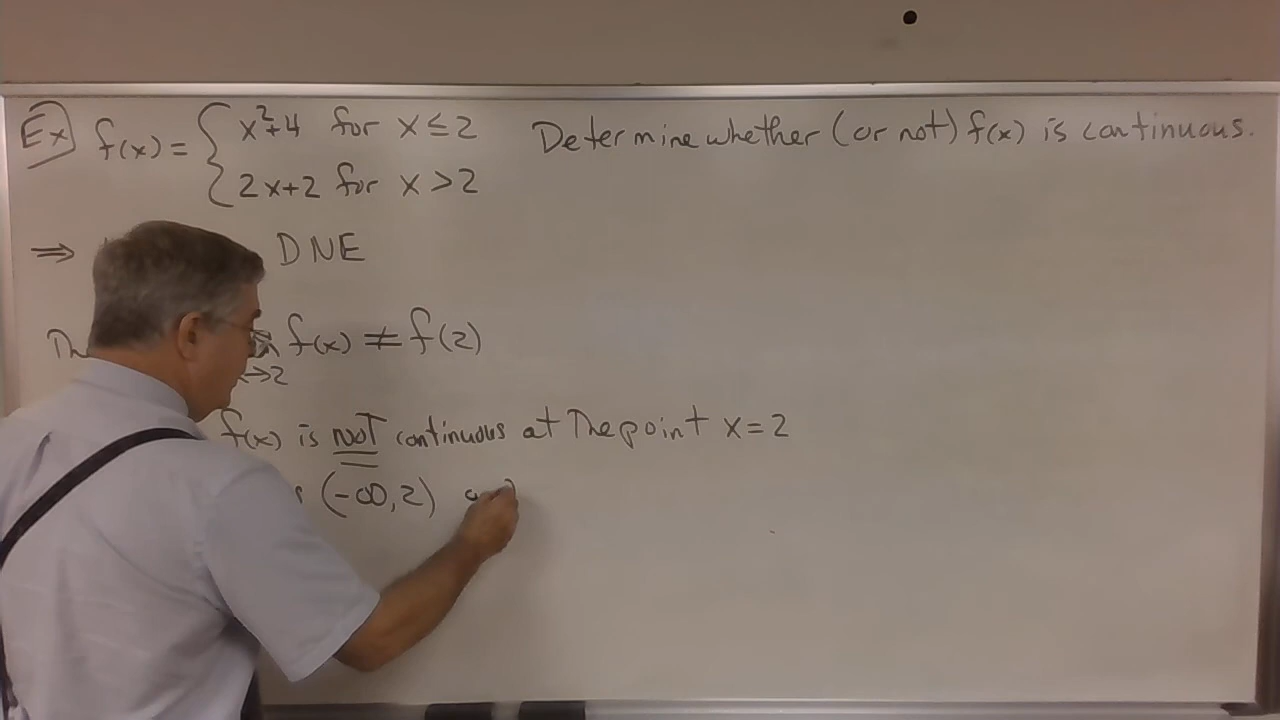 Ex f(x) = { x²+4 for x ≤ 2 Determine whether (or not) f(x) is continuous.
2x+2 for x > 2
⇒ DNE
f(x) ≠ f(2)
→2
f(x) is not continuous at The point x = 2
(-∞, 2)